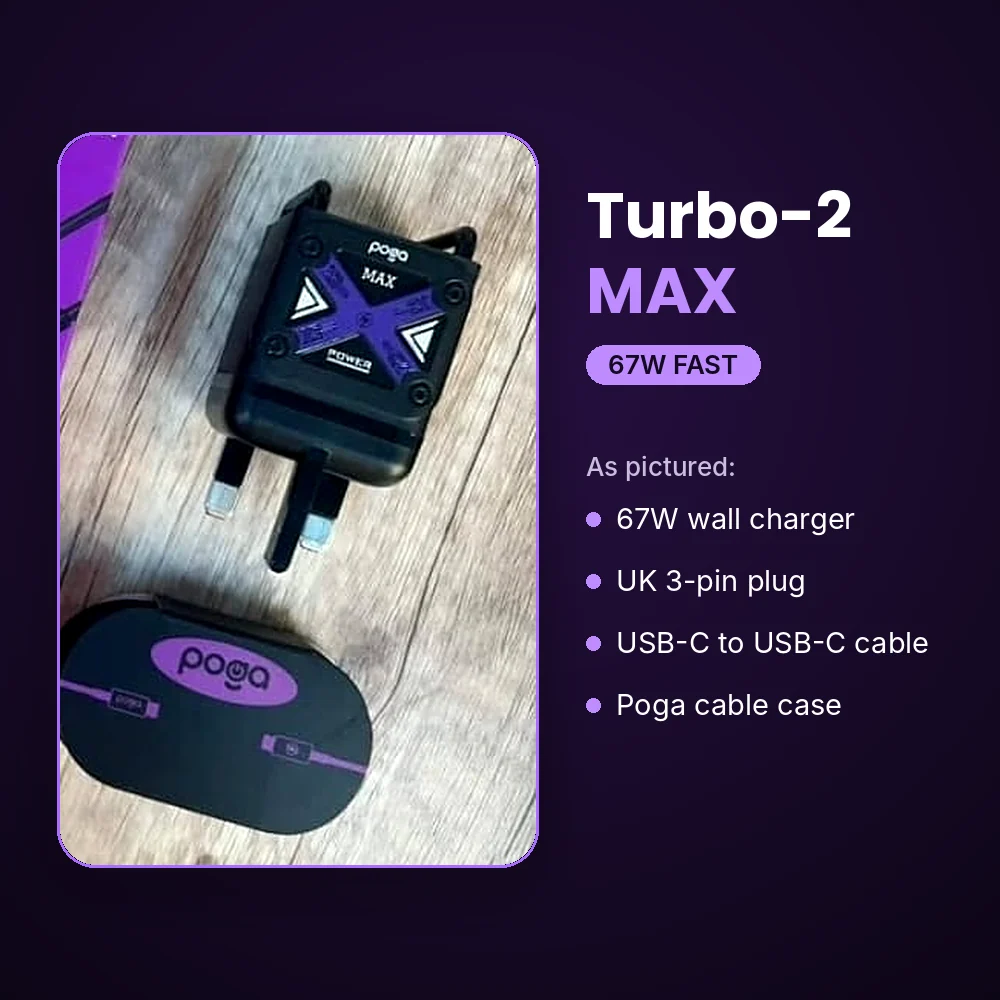 poga
MAX
POWER
poga
Turbo-2
MAX
67W FAST
As pictured:
67W wall charger
UK 3-pin plug
USB-C to USB-C cable
Poga cable case